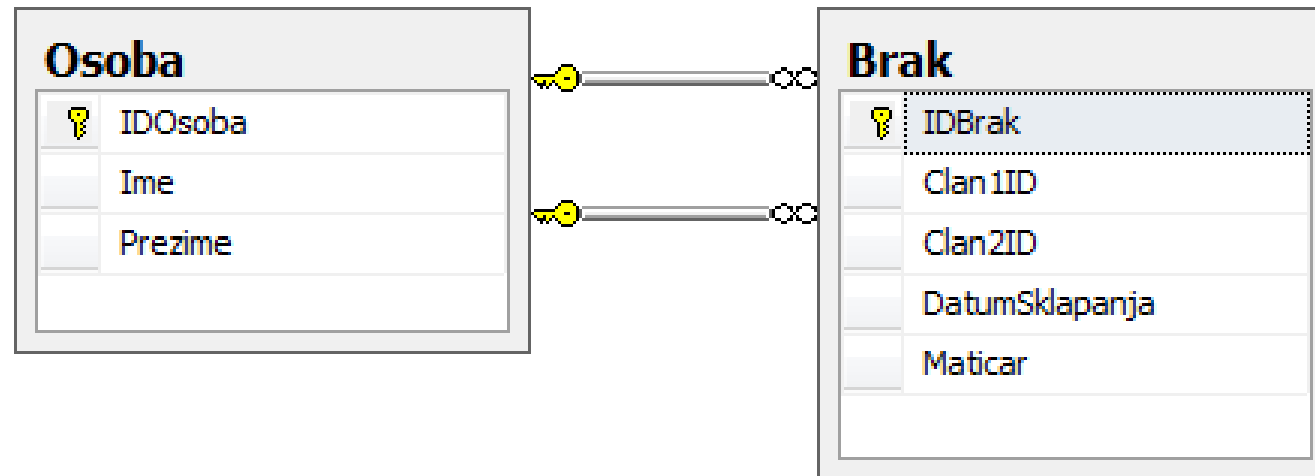 Osoba
IDOsoba
Ime
Prezime
Brak
IDBrak
Clan1ID
Clan2ID
DatumSklapanja
Maticar